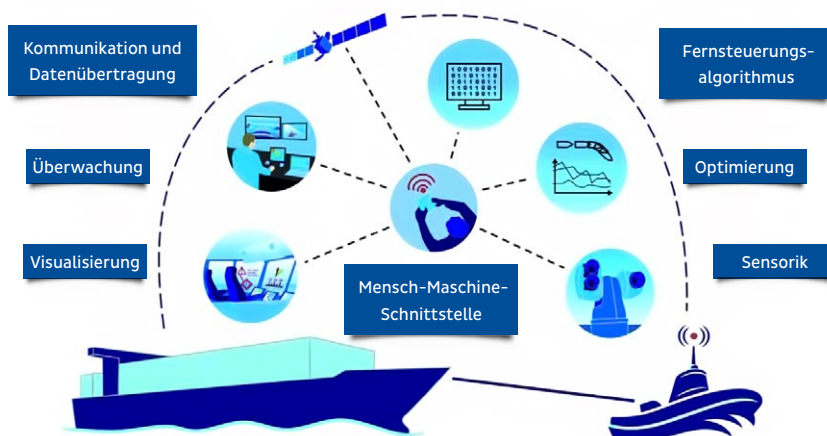 Kommunikation und
Datenübertragung
Fernsteuerungs-
algorithmus
Überwachung
Optimierung
Visualisierung
Sensorik
Mensch-Maschine-
Schnittstelle